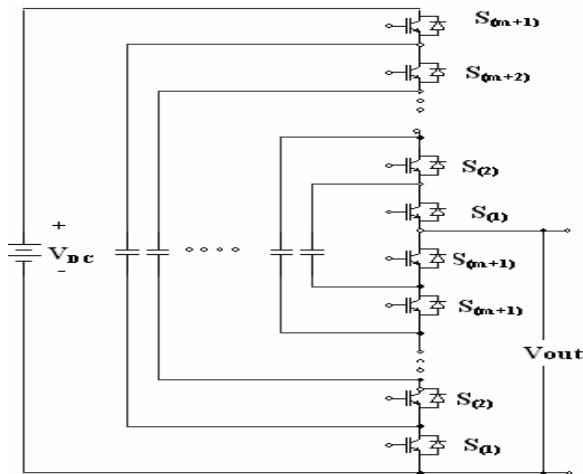 S(m+1)
S(m+2)
S(2)
S(1)
+
VDC
-
S(m+1)
S(m+1)
Vout
S(2)
S(1)